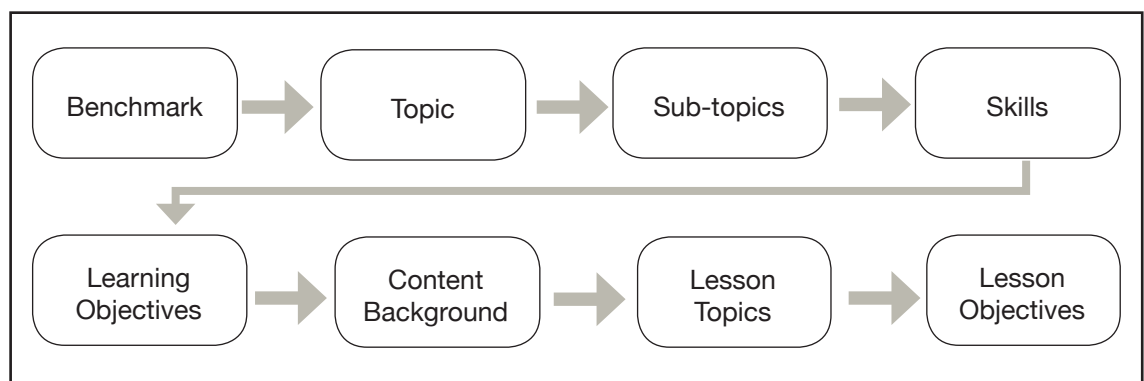 Benchmark
Topic
Sub-topics
Skills
Learning
Objectives
Content
Background
Lesson
Topics
Lesson
Objectives